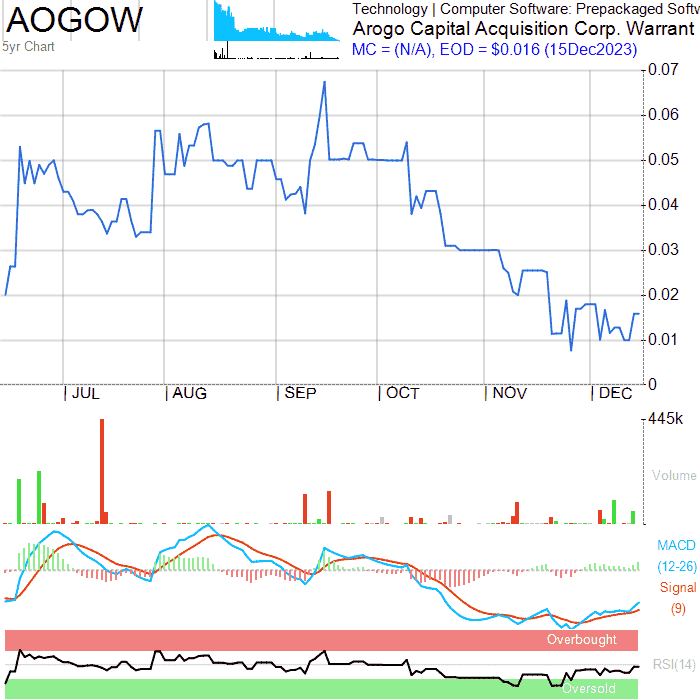 AOGOW
Technology | Computer Software: Prepackaged Softw
Arogo Capital Acquisition Corp. Warrant
5yr Chart
MC = (N/A), EOD = $0.016 (15Dec2023)
0.07
0.06
0.05
0.04
0.03
0.02
0.01
0
| JUL | AUG | SEP | OCT | NOV | DEC
445k
Volume
MACD
(12-26)
Signal
(9)
Overbought
RSI(14)
Oversold